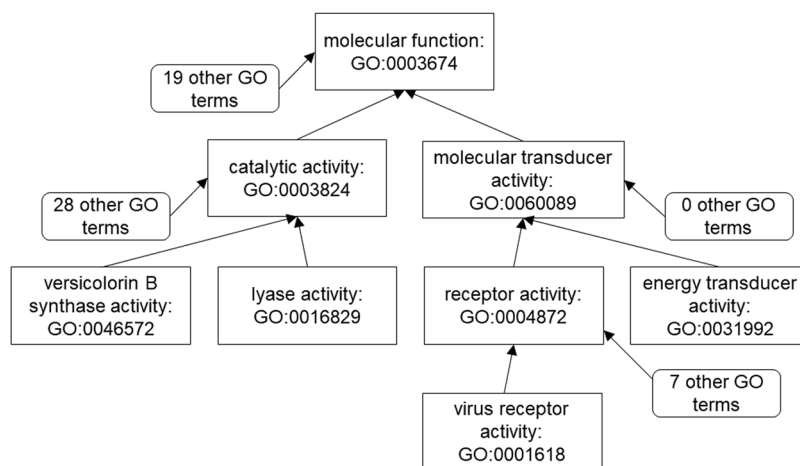 molecular function:
GO:0003674
19 other GO
terms
catalytic activity:
GO:0003824
molecular transducer
activity:
GO:0060089
28 other GO
terms
0 other GO
terms
versicolorin B
synthase activity:
GO:0046572
lyase activity:
GO:0016829
receptor activity:
GO:0004872
energy transducer
activity:
GO:0031992
7 other GO
terms
virus receptor
activity:
GO:0001618